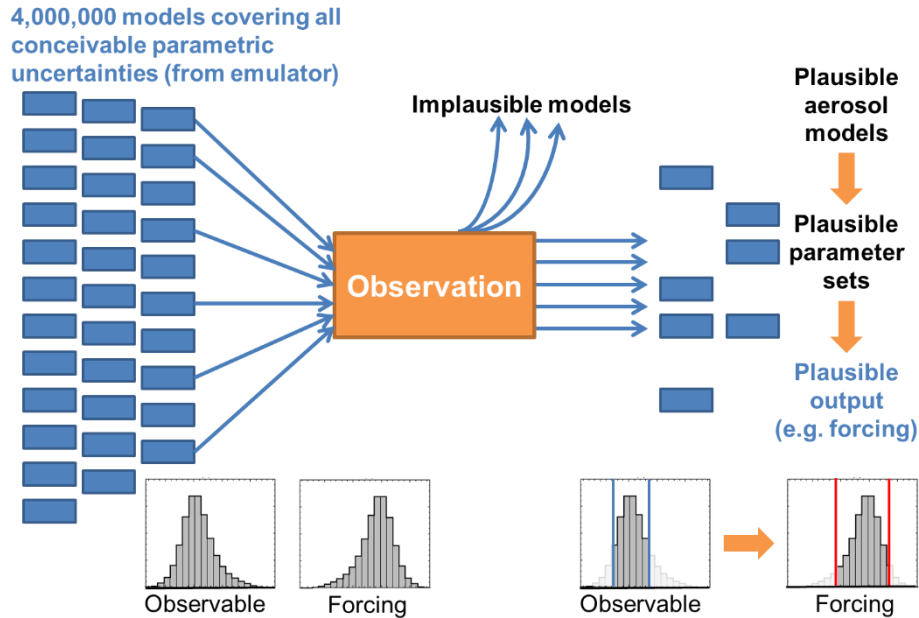 4,000,000 models covering all
conceivable parametric
uncertainties (from emulator)
Implausible models
Plausible
aerosol
models
Observation
Plausible
parameter
sets
Plausible
output
(e.g. forcing)
Observable
Forcing
Observable
Forcing